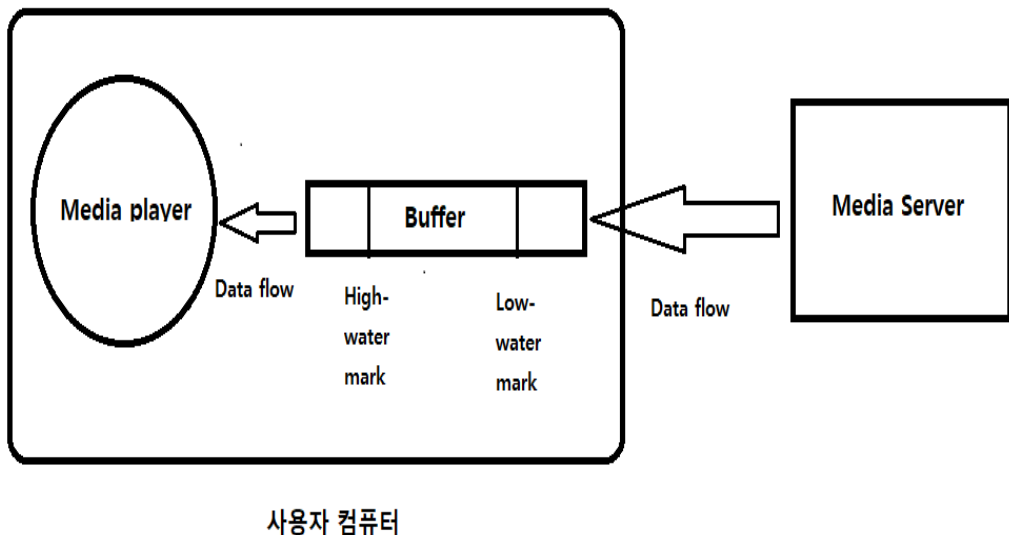 Media player
Buffer
Media Server
Data flow
High-
water
mark
Low-
water
mark
Data flow
사용자 컴퓨터